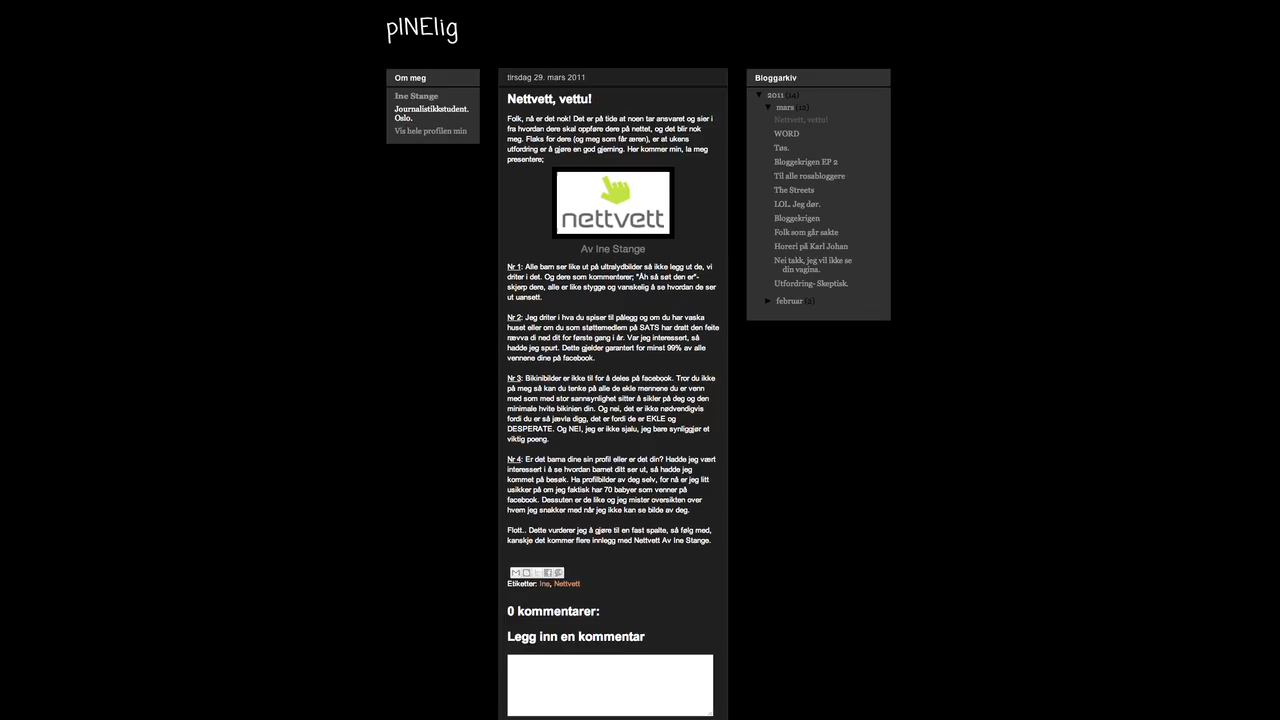 pINElig
Om meg
Ine Stange
Journalistikkstudent.
Oslo.
Vis hele profilen min
tirsdag 29. mars 2011
Nettvett, vettu!
Folk, nå er det nok! Det er på tide at noen tar ansvaret og sier i
fra hvordan dere skal oppføre dere på nettet, og det blir nok
meg. Flaks for dere (og meg som får æren), er at ukens
utfordring er å gjøre en god gjerning. Her kommer min, la meg
presentere;
nettvett
Av Ine Stange
Nr 1: Alle barn ser like ut på ultralydbilder så ikke legg ut de, vi
driter i det. Og dere som kommenterer; "Åh så søt den er"-
skjerp dere, alle er like stygge og vanskelig å se hvordan de ser
ut uansett.
Nr 2: Jeg driter i hva du spiser til pålegg og om du har vaska
huset eller om du som støttemedlem på SATS har dratt den feite
rævva di ned dit for første gang i år. Var jeg interessert, så
hadde jeg spurt. Dette gjelder garantert for minst 99% av alle
vennene dine på facebook.
Nr 3: Bikinibilder er ikke til for å deles på facebook. Tror du ikke
på meg så kan du tenke på alle de ekle mennene du er venn
med som med stor sannsynlighet sitter å sikler på deg og den
minimale hvite bikinien din. Og nei, det er ikke nødvendigvis
fordi du er så jævla digg, det er fordi de er EKLE og
DESPERATE. Og NEI, jeg er ikke sjalu, jeg bare synliggjør et
viktig poeng.
Nr 4: Er det barna dine sin profil eller er det din? Hadde jeg vært
interessert i å se hvordan barnet ditt ser ut, så hadde jeg
kommet på besøk. Ha profilbilder av deg selv, for nå er jeg litt
usikker på om jeg faktisk har 70 babyer som venner på
facebook. Dessuten er de like og jeg mister oversikten over
hvem jeg snakker med når jeg ikke kan se bilde av deg.
Flott.. Dette vurderer jeg å gjøre til en fast spalte, så følg med,
kanskje det kommer flere innlegg med Nettvett Av Ine Stange.
Etiketter: Ine, Nettvett
0 kommentarer:
Legg inn en kommentar
Bloggarkiv
▼ 2011 (14)
▼ mars (12)
Nettvett, vettu!
WORD
Tøs.
Bloggekrigen EP 2
Til alle rosabloggere
The Streets
LOL. Jeg dør.
Bloggekrigen
Folk som går sakte
Horeri på Karl Johan
Nei takk, jeg vil ikke se
din vagina.
Utfordring- Skeptisk.
► februar (2)